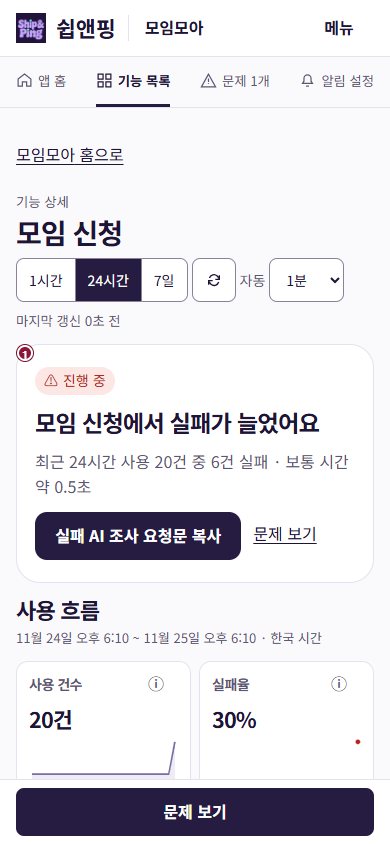 Ship&
Ping
쉽앤핑
모임모아
메뉴
앱 홈
기능 목록
문제 1개
알림 설정
모임모아 홈으로
기능 상세
모임 신청
1시간
24시간
7일
자동
1분
마지막 갱신 0초 전
1
진행 중
모임 신청에서 실패가 늘었어요
최근 24시간 사용 20건 중 6건 실패 · 보통 시간
약 0.5초
실패 AI 조사 요청문 복사
문제 보기
사용 흐름
11월 24일 오후 6:10 ~ 11월 25일 오후 6:10 · 한국 시간
사용 건수
실패율
20건
30%
문제 보기